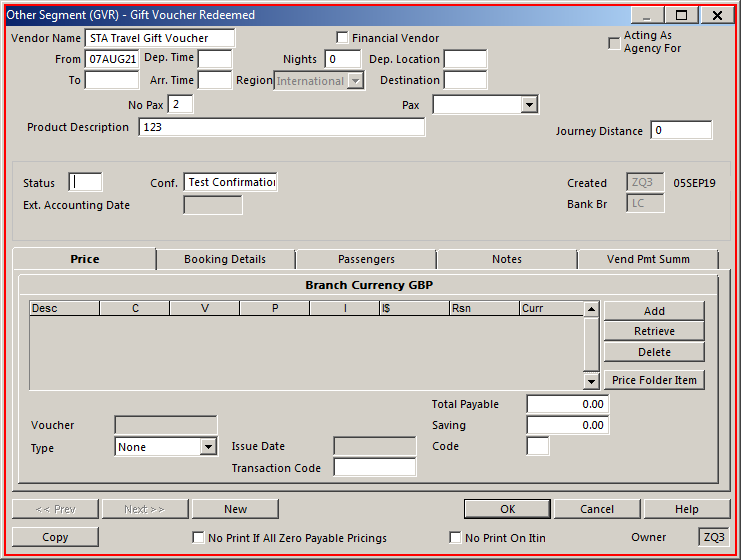 Other Segment (GVR) - Gift Voucher Redeemed
Vendor Name STA Travel Gift Voucher Financial Vendor Acting As Agency For
From 07AUG21 Dep. Time Nights 0 Dep. Location
To Arr. Time Region International Destination
No Pax 2 Pax
Product Description 123 Journey Distance 0
Status Conf. Test Confirmation Created ZQ3 05SEP19
Ext. Accounting Date Bank Br LC
Price Booking Details Passengers Notes Vend Pmt Summ
Branch Currency GBP
Desc C V P I I$ Rsn Curr
Add
Retrieve
Delete
Price Folder Item
Total Payable 0.00
Voucher Saving 0.00
Type None Issue Date Code
Transaction Code
<< Prev Next >> New OK Cancel Help
Copy No Print If All Zero Payable Pricings No Print On Itin Owner ZQ3